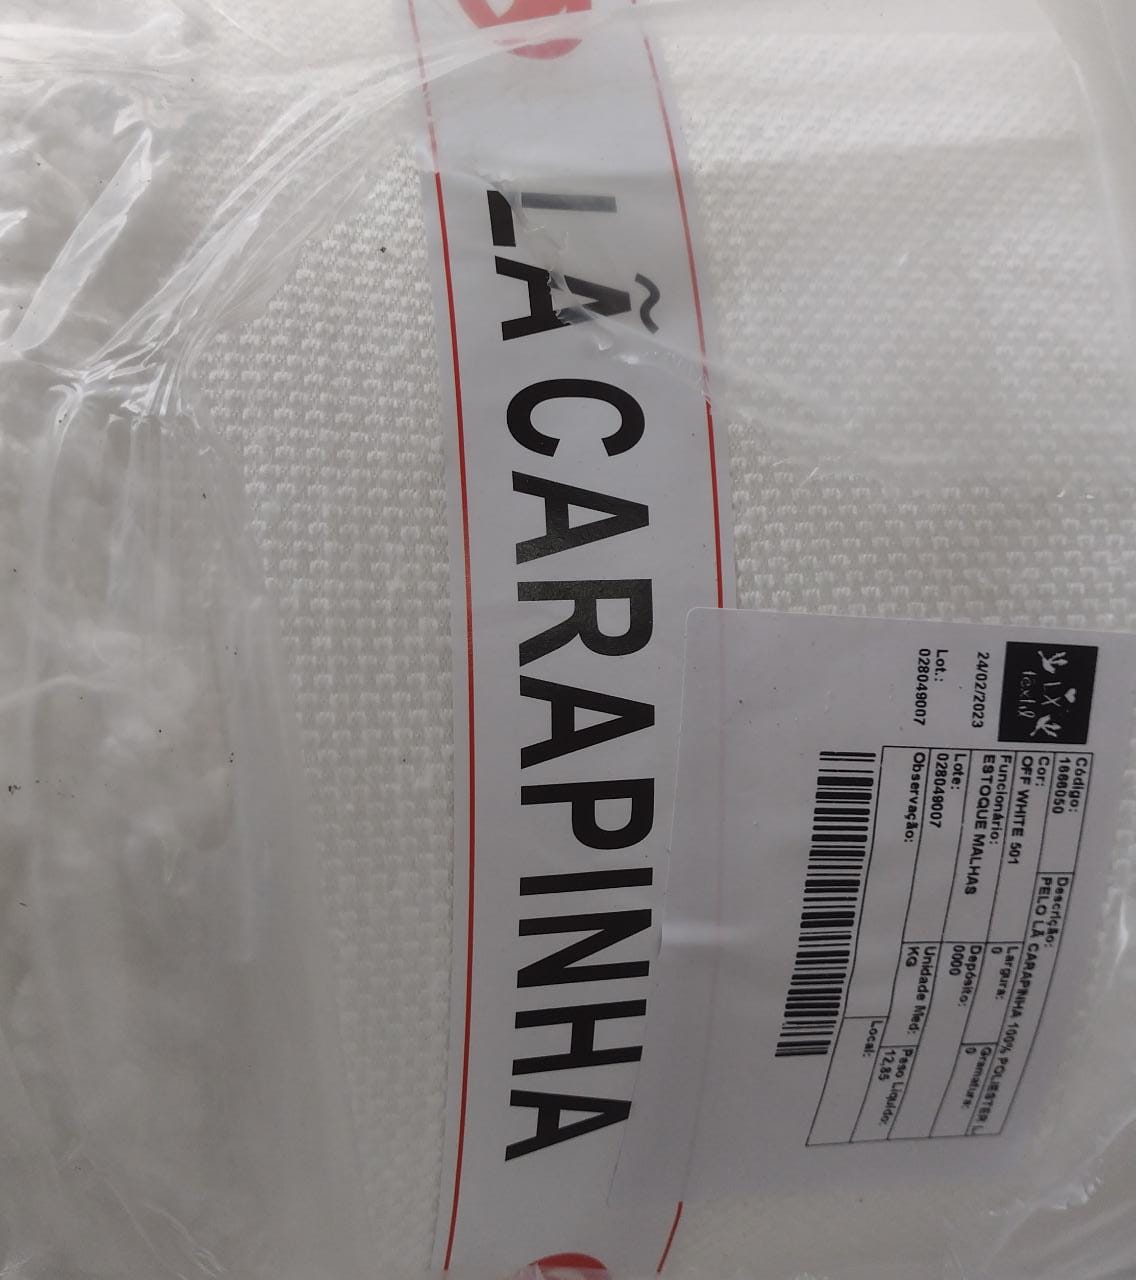 LÃ CARAPINHA
LX
têxtil
24/02/2023
Lot.:
028049007
Código:
1666050
Descrição:
PELO LÃ CARAPINHA 100% POLIESTER L
Cor:
OFF WHITE 501
Largura:
0
Gramatura:
0
Funcionário:
ESTOQUE MALHAS
Depósito:
0000
Lote:
028049007
Unidade Med:
KG
Peso Líquido:
12,85
Observação:
Local: